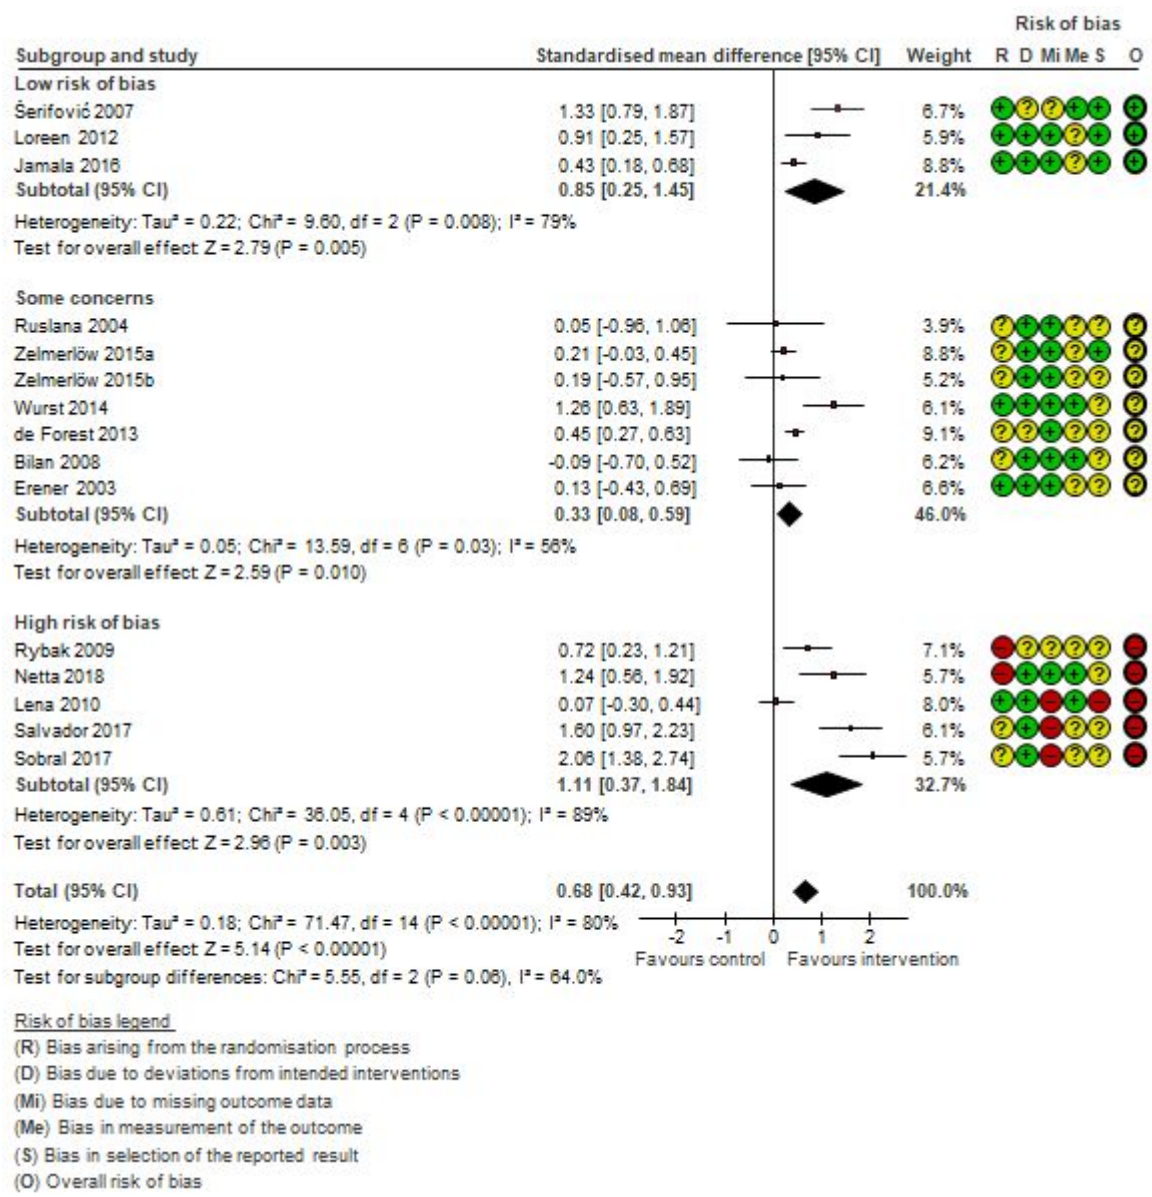 Risk of bias
Subgroup and study Standardised mean difference [95% CI] Weight R D Mi Me S O
Low risk of bias
Šerifović 2007 1.33 [0.79, 1.87] 6.7% + ? ? + + +
Loreen 2012 0.91 [0.25, 1.57] 5.9% + + + ? + +
Jamala 2016 0.43 [0.18, 0.68] 8.8% + + + ? + +
Subtotal (95% CI) 0.85 [0.25, 1.45] 21.4%
Heterogeneity: Tau² = 0.22; Chi² = 9.60, df = 2 (P = 0.008); I² = 79%
Test for overall effect: Z = 2.79 (P = 0.005)
Some concerns
Ruslana 2004 0.05 [-0.96, 1.06] 3.9% ? + + ? ? ?
Zelmerlöw 2015a 0.21 [-0.03, 0.45] 8.8% ? + + ? + ?
Zelmerlöw 2015b 0.19 [-0.57, 0.95] 5.2% ? + + ? ? ?
Wurst 2014 1.26 [0.63, 1.89] 6.1% + + + + ? ?
de Forest 2013 0.45 [0.27, 0.63] 9.1% ? ? + ? ? ?
Bilan 2008 -0.09 [-0.70, 0.52] 6.2% ? + + + ? ?
Erener 2003 0.13 [-0.43, 0.69] 6.6% + + + ? ? ?
Subtotal (95% CI) 0.33 [0.08, 0.59] 46.0%
Heterogeneity: Tau² = 0.05; Chi² = 13.59, df = 6 (P = 0.03); I² = 56%
Test for overall effect: Z = 2.59 (P = 0.010)
High risk of bias
Rybak 2009 0.72 [0.23, 1.21] 7.1% − ? ? ? ? −
Netta 2018 1.24 [0.56, 1.92] 5.7% − + + + ? −
Lena 2010 0.07 [-0.30, 0.44] 8.0% + + − + − −
Salvador 2017 1.60 [0.97, 2.23] 6.1% ? + − ? ? −
Sobral 2017 2.06 [1.38, 2.74] 5.7% ? + − ? ? −
Subtotal (95% CI) 1.11 [0.37, 1.84] 32.7%
Heterogeneity: Tau² = 0.61; Chi² = 36.05, df = 4 (P < 0.00001); I² = 89%
Test for overall effect: Z = 2.96 (P = 0.003)
Total (95% CI) 0.68 [0.42, 0.93] 100.0%
Heterogeneity: Tau² = 0.18; Chi² = 71.47, df = 14 (P < 0.00001); I² = 80%
Test for overall effect: Z = 5.14 (P < 0.00001)
Test for subgroup differences: Chi² = 5.55, df = 2 (P = 0.06), I² = 64.0%
-2 -1 0 1 2
Favours control Favours intervention
Risk of bias legend
(R) Bias arising from the randomisation process
(D) Bias due to deviations from intended interventions
(Mi) Bias due to missing outcome data
(Me) Bias in measurement of the outcome
(S) Bias in selection of the reported result
(O) Overall risk of bias